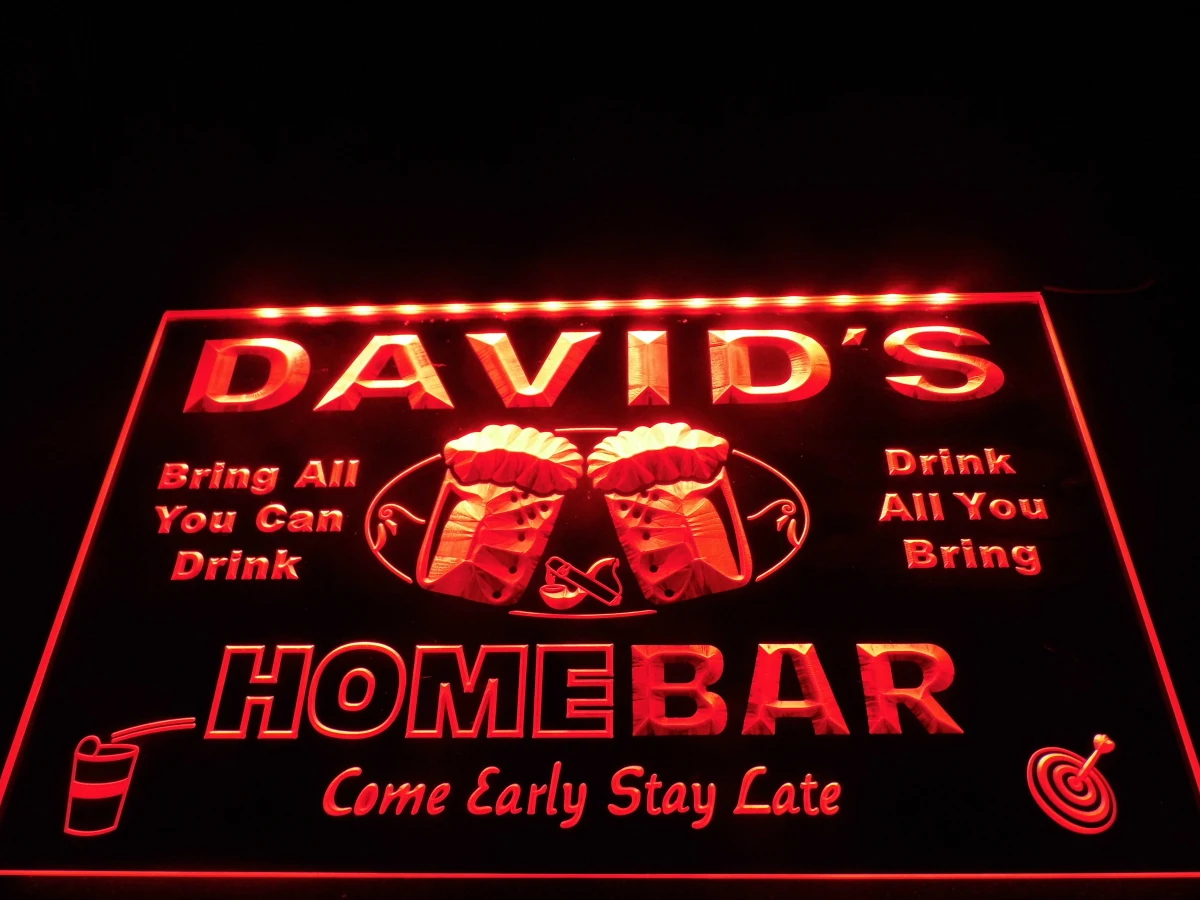 DAVID'S
Bring All
You Can
Drink
Drink
All You
Bring
HOMEBAR
Come Early Stay Late